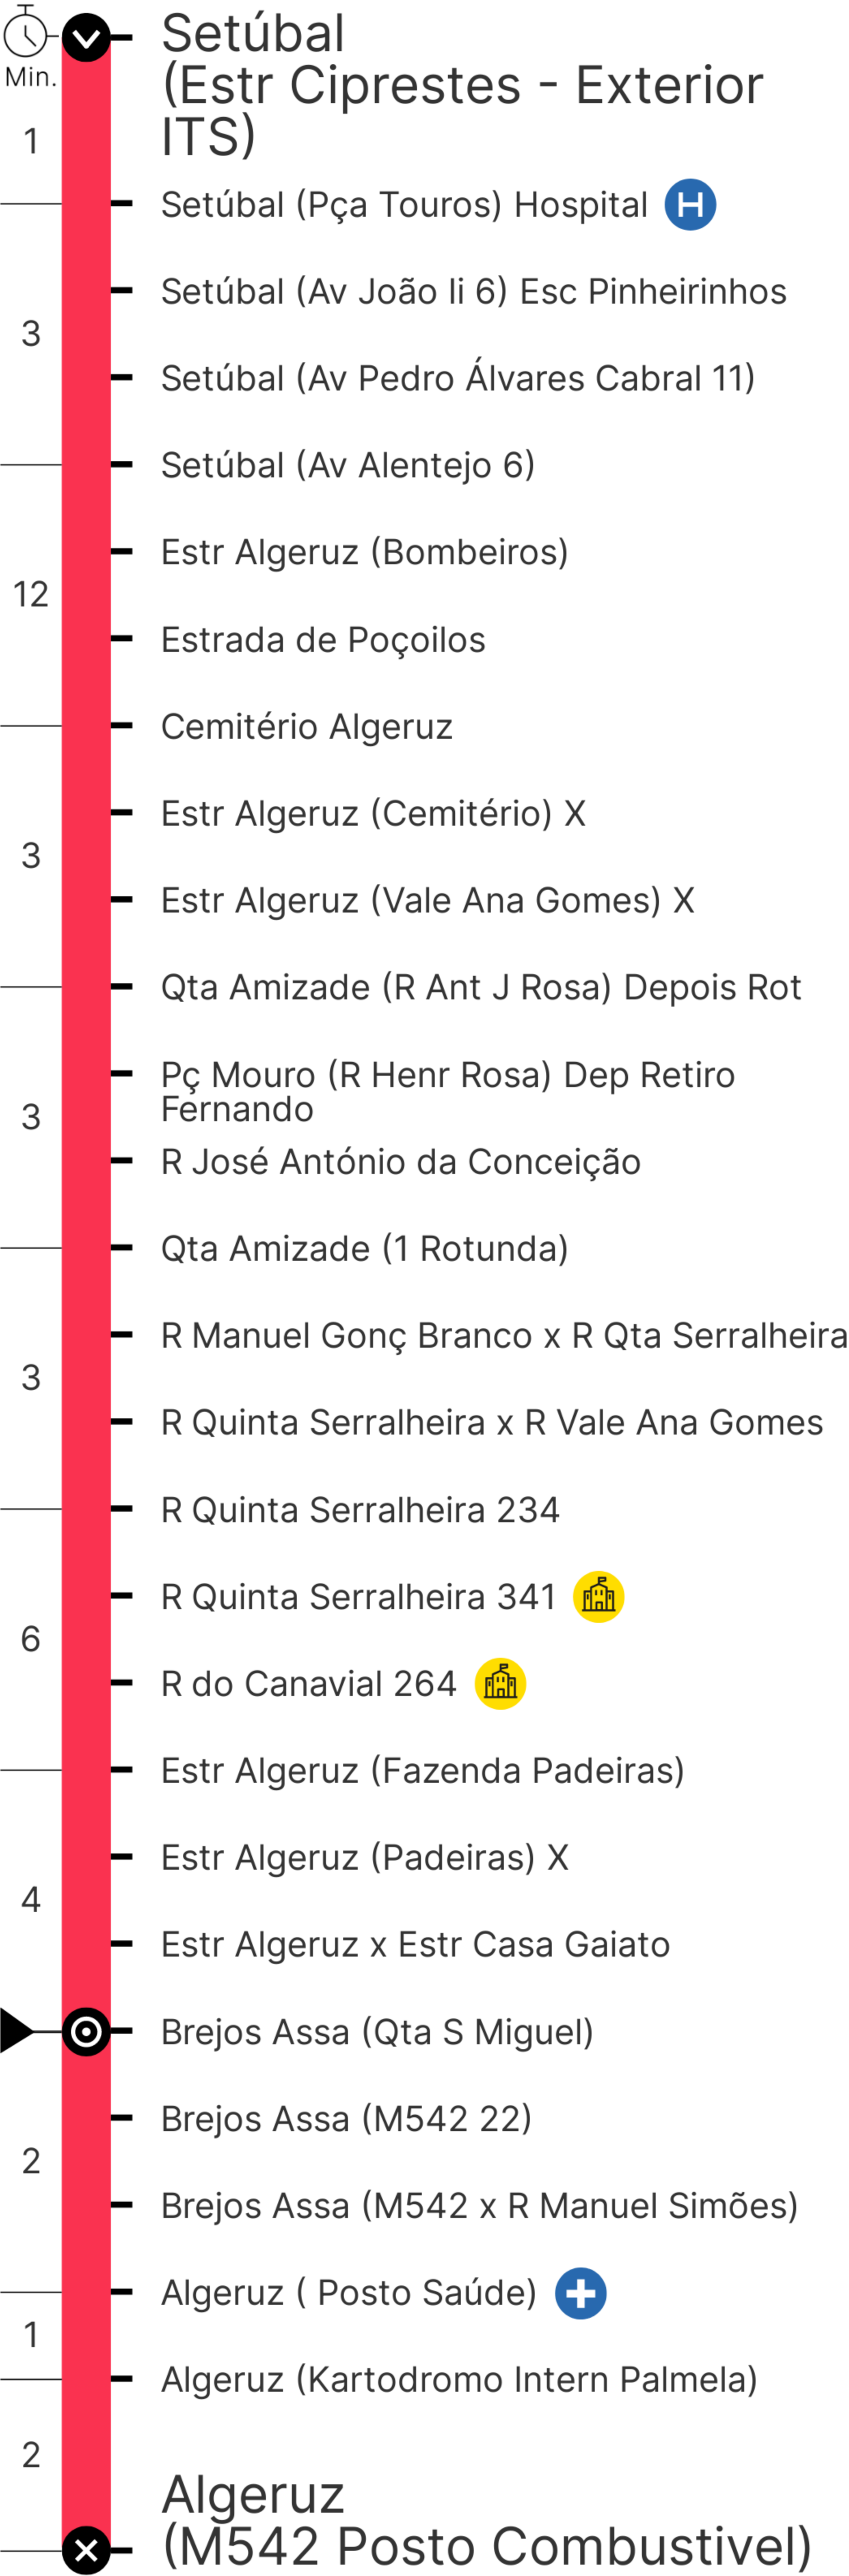 Min.
Setúbal
(Estr Ciprestes - Exterior
ITS)
1
Setúbal (Pça Touros) Hospital H
Setúbal (Av João Ii 6) Esc Pinheirinhos
3
Setúbal (Av Pedro Álvares Cabral 11)
Setúbal (Av Alentejo 6)
Estr Algeruz (Bombeiros)
12
Estrada de Poçoilos
Cemitério Algeruz
Estr Algeruz (Cemitério) X
3
Estr Algeruz (Vale Ana Gomes) X
Qta Amizade (R Ant J Rosa) Depois Rot
Pç Mouro (R Henr Rosa) Dep Retiro
Fernando
3
R José António da Conceição
Qta Amizade (1 Rotunda)
R Manuel Gonç Branco x R Qta Serralheira
3
R Quinta Serralheira x R Vale Ana Gomes
R Quinta Serralheira 234
R Quinta Serralheira 341
6
R do Canavial 264
Estr Algeruz (Fazenda Padeiras)
Estr Algeruz (Padeiras) X
4
Estr Algeruz x Estr Casa Gaiato
Brejos Assa (Qta S Miguel)
Brejos Assa (M542 22)
2
Brejos Assa (M542 x R Manuel Simões)
Algeruz ( Posto Saúde)
1
Algeruz (Kartodromo Intern Palmela)
2
Algeruz
(M542 Posto Combustivel)